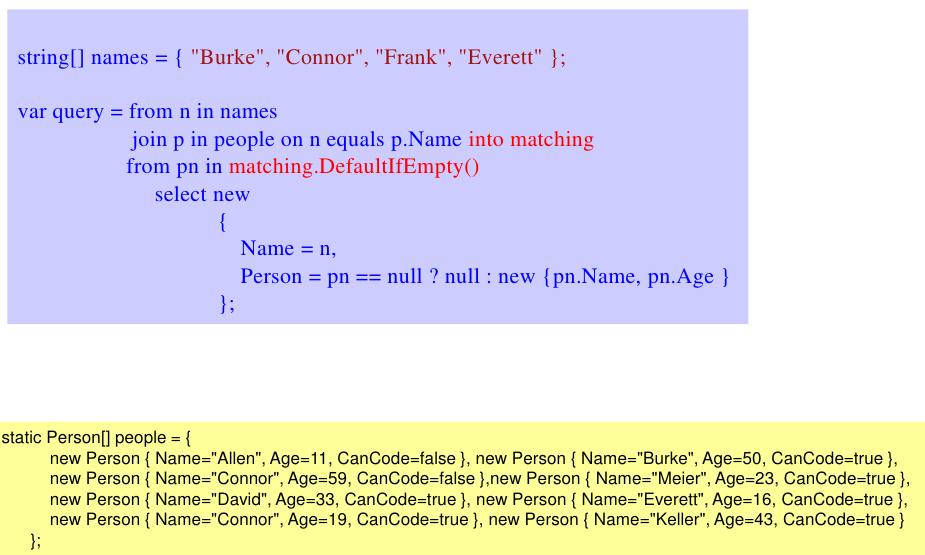 string[] names = { "Burke", "Connor", "Frank", "Everett" };
var query = from n in names
join p in people on n equals p.Name into matching
from pn in matching.DefaultIfEmpty()
select new
{
Name = n,
Person = pn == null ? null : new {pn.Name, pn.Age }
};
static Person[] people = {
new Person { Name="Allen", Age=11, CanCode=false }, new Person { Name="Burke", Age=50, CanCode=true },
new Person { Name="Connor", Age=59, CanCode=false },new Person { Name="Meier", Age=23, CanCode=true },
new Person { Name="David", Age=33, CanCode=true }, new Person { Name="Everett", Age=16, CanCode=true },
new Person { Name="Connor", Age=19, CanCode=true }, new Person { Name="Keller", Age=43, CanCode=true }
};